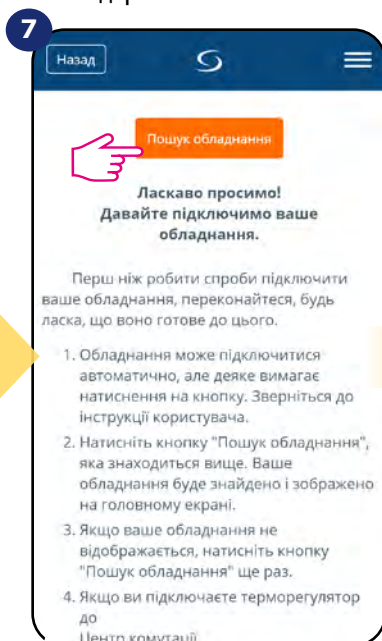 7
Назад
Пошук обладнання
Ласкаво просимо!
Давайте підключимо ваше
обладнання.
Перш ніж робити спроби підключити
ваше обладнання, переконайтеся, будь
ласка, що воно готове до цього.
1. Обладнання може підключитися
автоматично, але деяке вимагає
натиснення на кнопку. Зверніться до
інструкції користувача.
2. Натисніть кнопку "Пошук обладнання",
яка знаходиться вище. Ваше
обладнання буде знайдено і зображено
на головному екрані.
3. Якщо ваше обладнання не
відображається, натисніть кнопку
"Пошук обладнання" ще раз.
4. Якщо ви підключаєте терморегулятор
до
Центр комутації